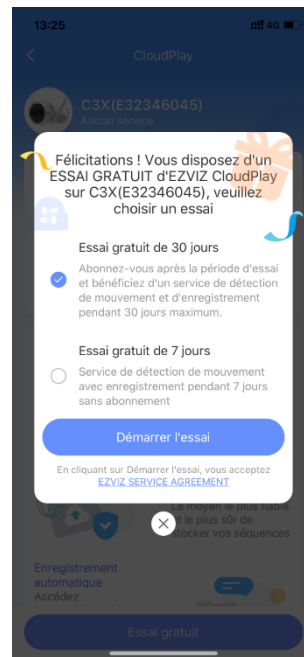 13:25
4G
CloudPlay
C3X(E32346045)
Aucun service
Félicitations ! Vous disposez d'un
ESSAI GRATUIT d'EZVIZ CloudPlay
sur C3X(E32346045), veuillez
choisir un essai
Essai gratuit de 30 jours
Abonnez-vous après la période d'essai
et bénéficiez d'un service de détection
de mouvement et d'enregistrement
pendant 30 jours maximum.
Essai gratuit de 7 jours
Service de détection de mouvement
avec enregistrement pendant 7 jours
sans abonnement
Démarrer l'essai
En cliquant sur Démarrer l'essai, vous acceptez
EZVIZ SERVICE AGREEMENT
Le moyen le plus fiable
et le plus sûr de
stocker vos séquences
Enregistrement
automatique
Accédez
Essai gratuit